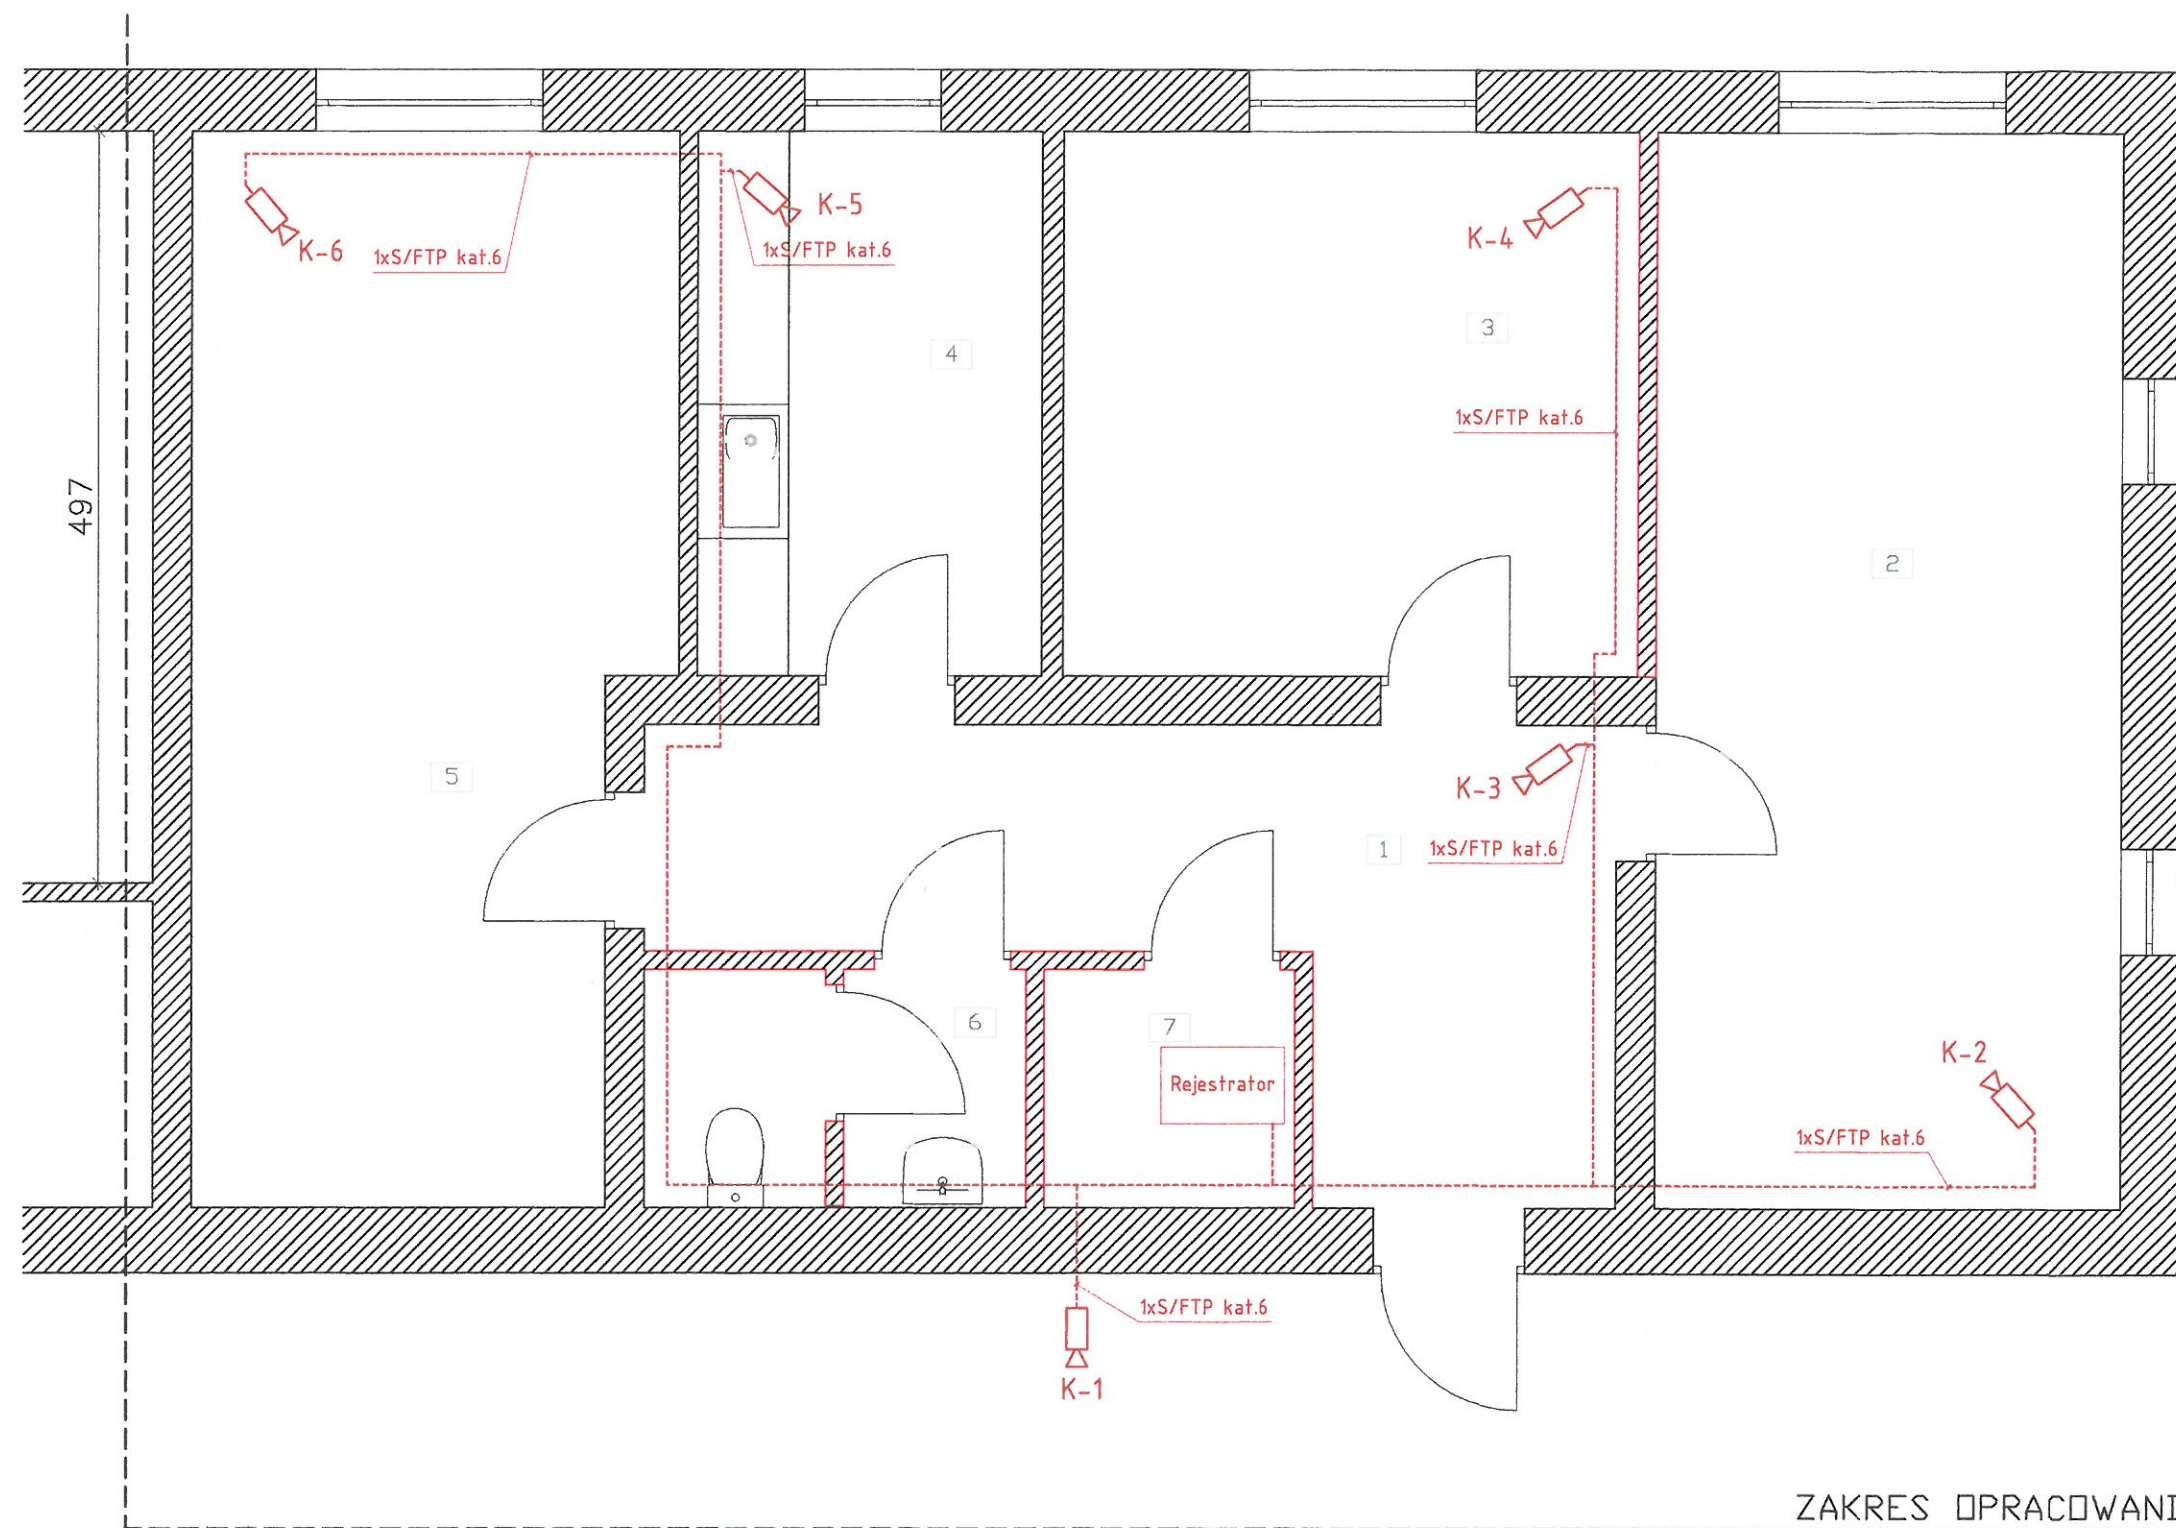 K-5
K-6
1xS/FTP kat.6
1xS/FTP kat.6
K-4
4
3
1xS/FTP kat.6
497
2
5
K-3
1
1xS/FTP kat.6
6
7
Rejestrator
K-2
1xS/FTP kat.6
1xS/FTP kat.6
K-1
ZAKRES OPRACOWANI